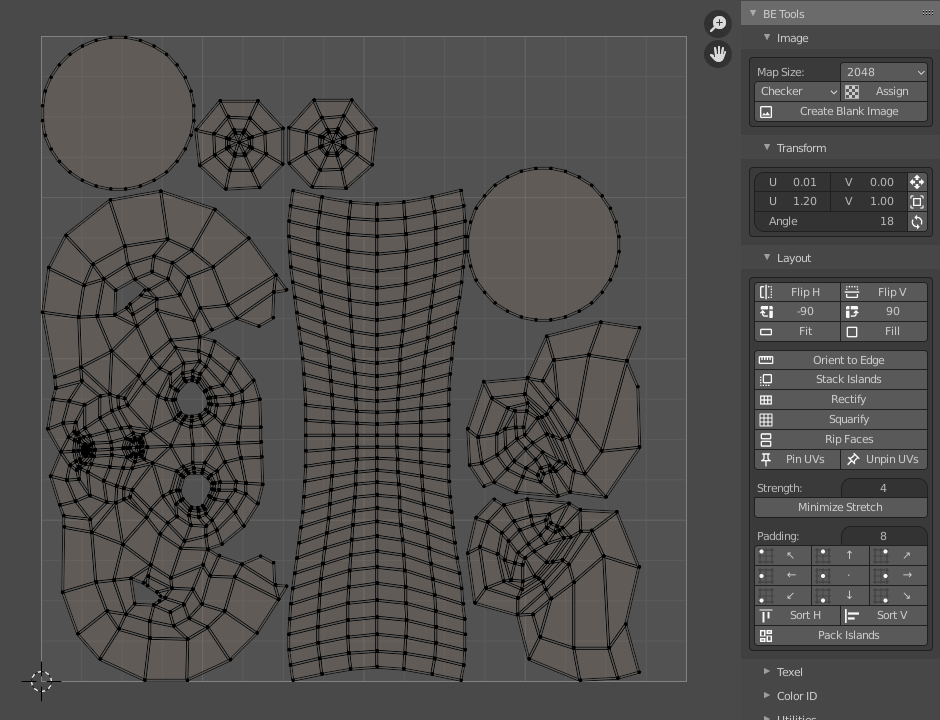 BE Tools
Image
Map Size: 2048
Checker Assign
Create Blank Image
Transform
U 0.01 V 0.00
U 1.20 V 1.00
Angle 18
Layout
Flip H Flip V
-90 90
Fit Fill
Orient to Edge
Stack Islands
Rectify
Squarify
Rip Faces
Pin UVs Unpin UVs
Strength: 4
Minimize Stretch
Padding: 8
↖ ↑ ↗
← · →
↙ ↓ ↘
Sort H Sort V
Pack Islands
Texel
Color ID
Utilities